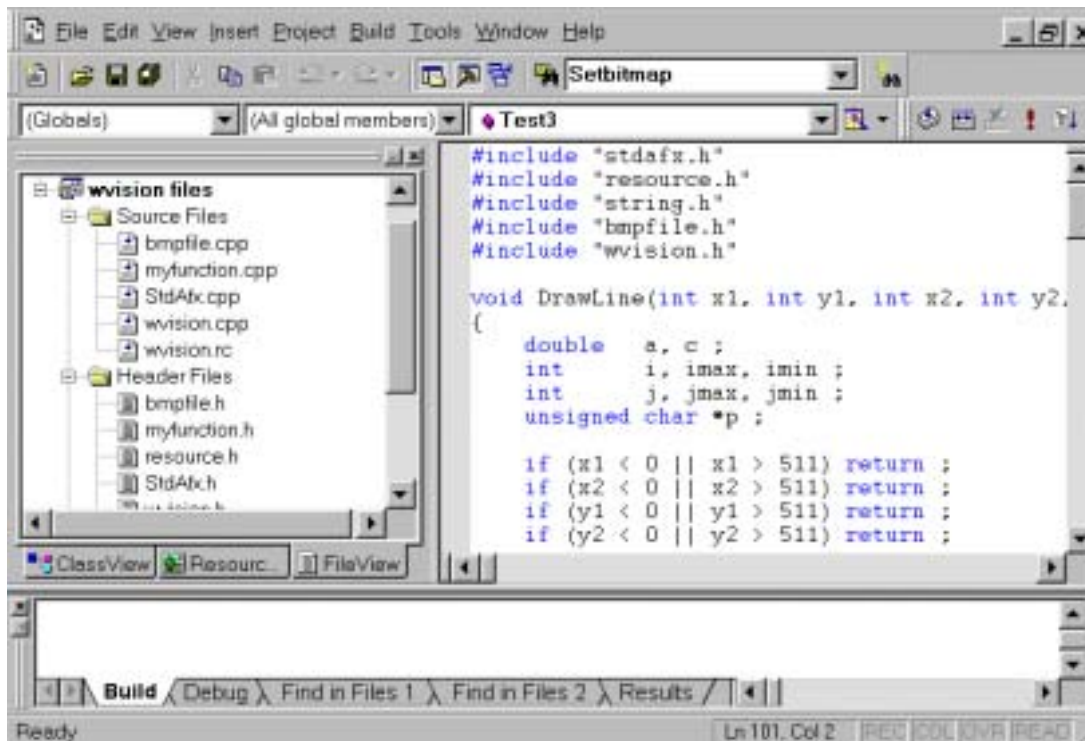 File Edit View Insert Project Build Tools Window Help
Setbitmap
(Globals) (All global members) Test3
wvision files
Source Files
bmpfile.cpp
myfunction.cpp
StdAfx.cpp
wvision.cpp
wvision.rc
Header Files
bmpfile.h
myfunction.h
resource.h
StdAfx.h
wvision.h
ClassView Resourc... FileView
#include "stdafx.h"
#include "resource.h"
#include "string.h"
#include "bmpfile.h"
#include "wvision.h"
void DrawLine(int x1, int y1, int x2, int y2,
{
double a, c ;
int i, imax, imin ;
int j, jmax, jmin ;
unsigned char *p ;
if (x1 < 0 || x1 > 511) return ;
if (x2 < 0 || x2 > 511) return ;
if (y1 < 0 || y1 > 511) return ;
if (y2 < 0 || y2 > 511) return ;
Build Debug Find in Files 1 Find in Files 2 Results
Ready Ln 101, Col 2 REC COL OVR READ